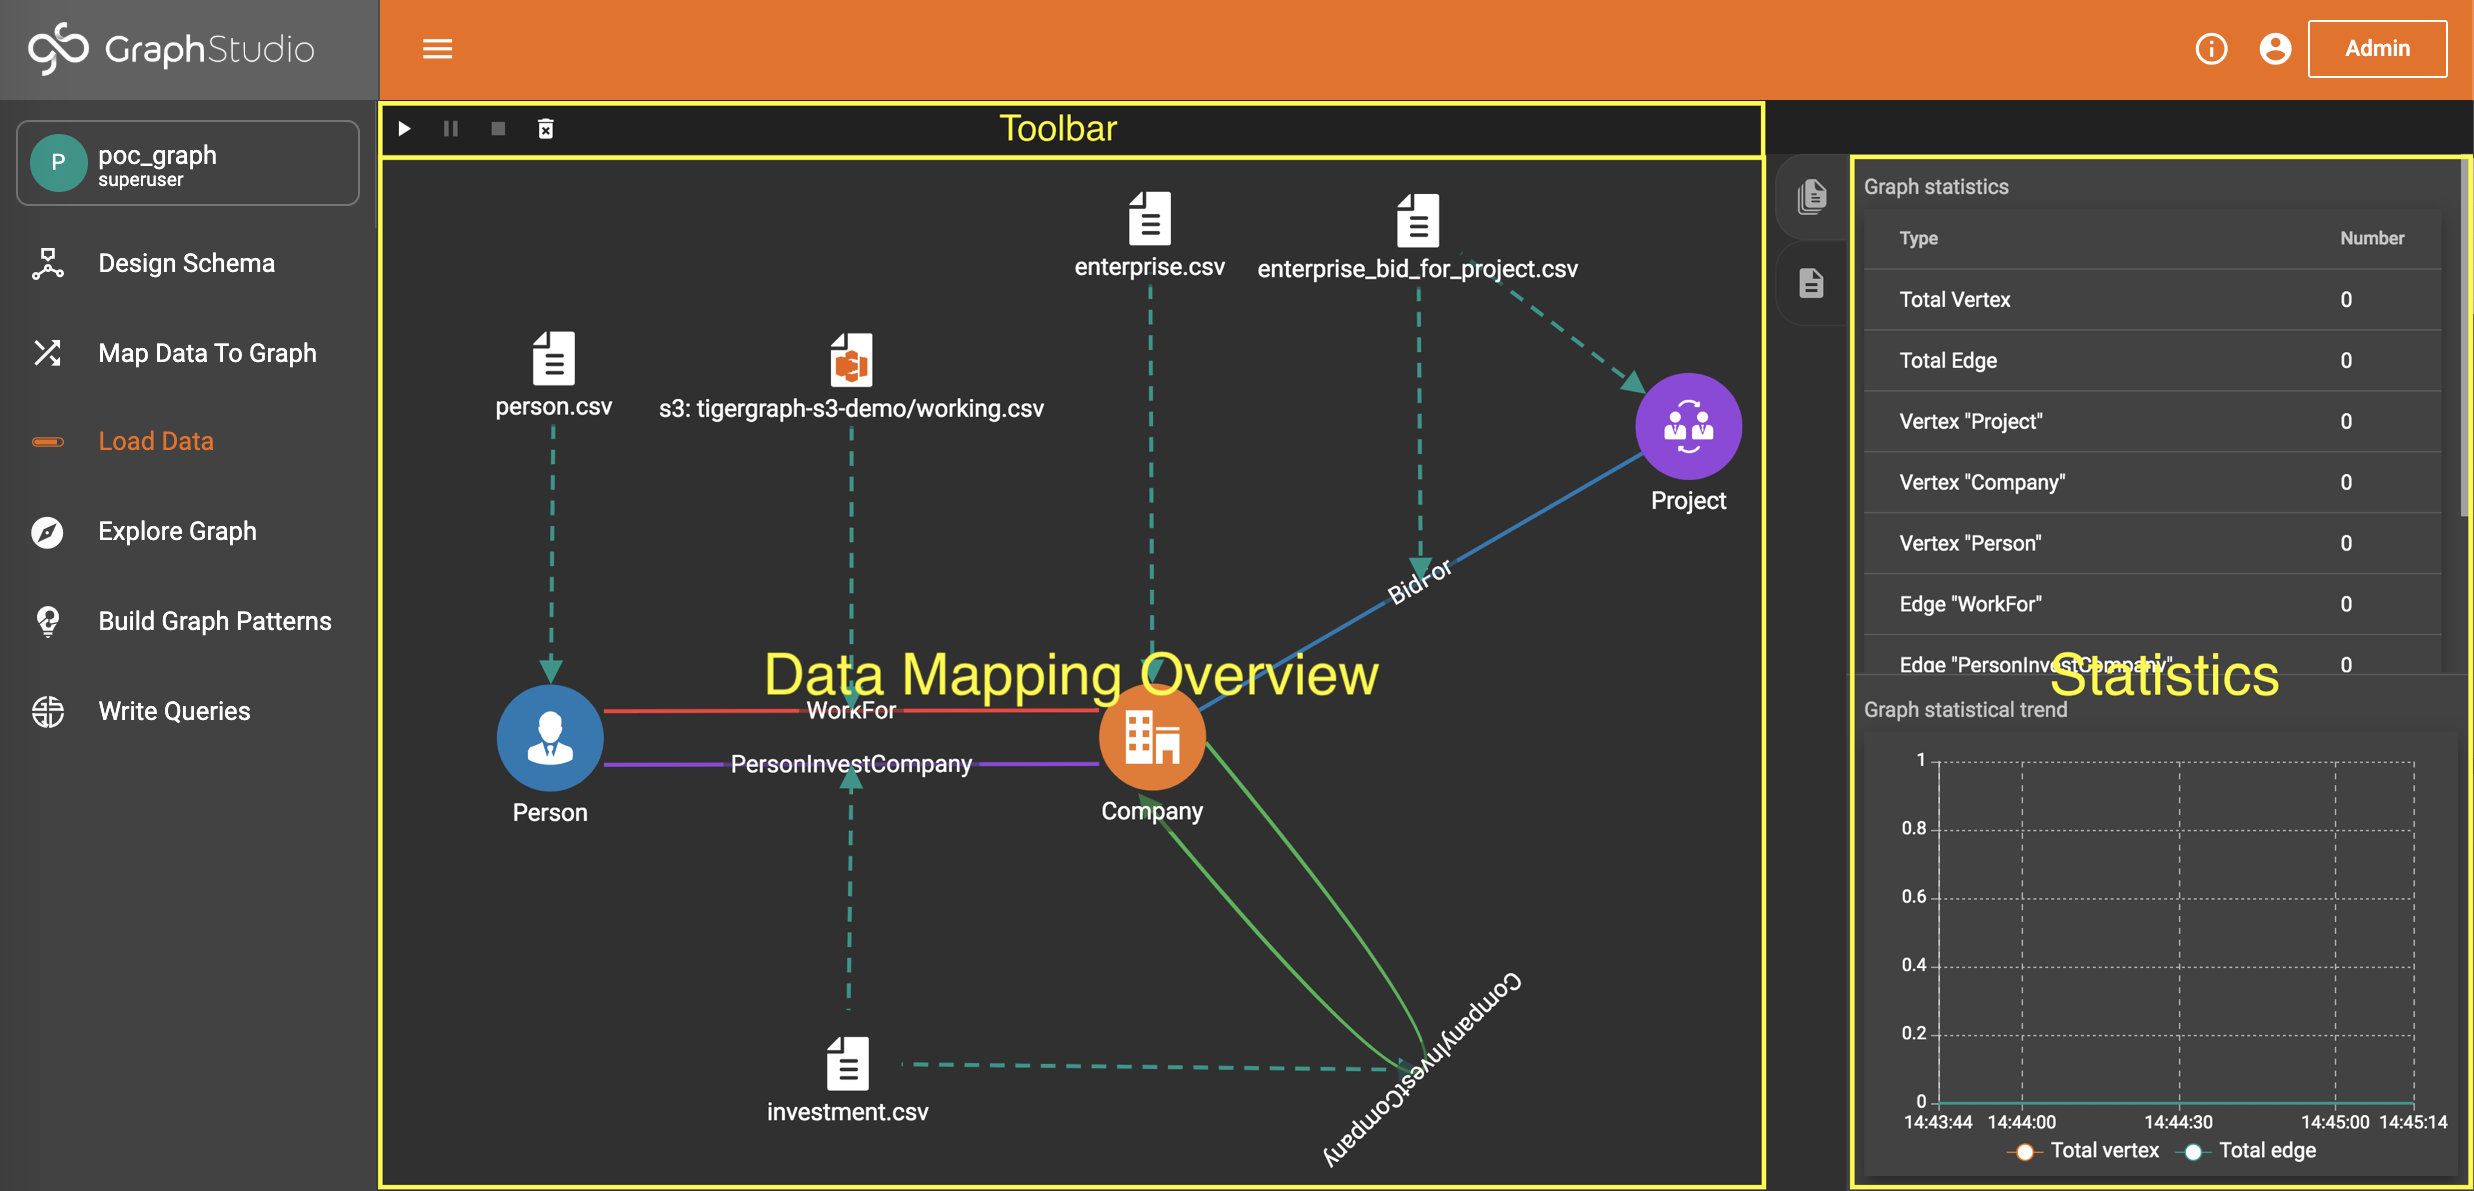 GraphStudio
Admin
P
poc_graph
superuser
Design Schema
Map Data To Graph
Load Data
Explore Graph
Build Graph Patterns
Write Queries
Toolbar
enterprise.csv
enterprise_bid_for_project.csv
person.csv
s3: tigergraph-s3-demo/working.csv
Project
BidFor
Data Mapping Overview
WorkFor
PersonInvestCompany
Person
Company
CompanyInvestCompany
investment.csv
Graph statistics
Type Number
Total Vertex 0
Total Edge 0
Vertex "Project" 0
Vertex "Company" 0
Vertex "Person" 0
Edge "WorkFor" 0
Edge "PersonInvestCompany" 0
Statistics
Graph statistical trend
1
0.8
0.6
0.4
0.2
0
14:43:44 14:44:00 14:44:30 14:45:00 14:45:14
Total vertex Total edge